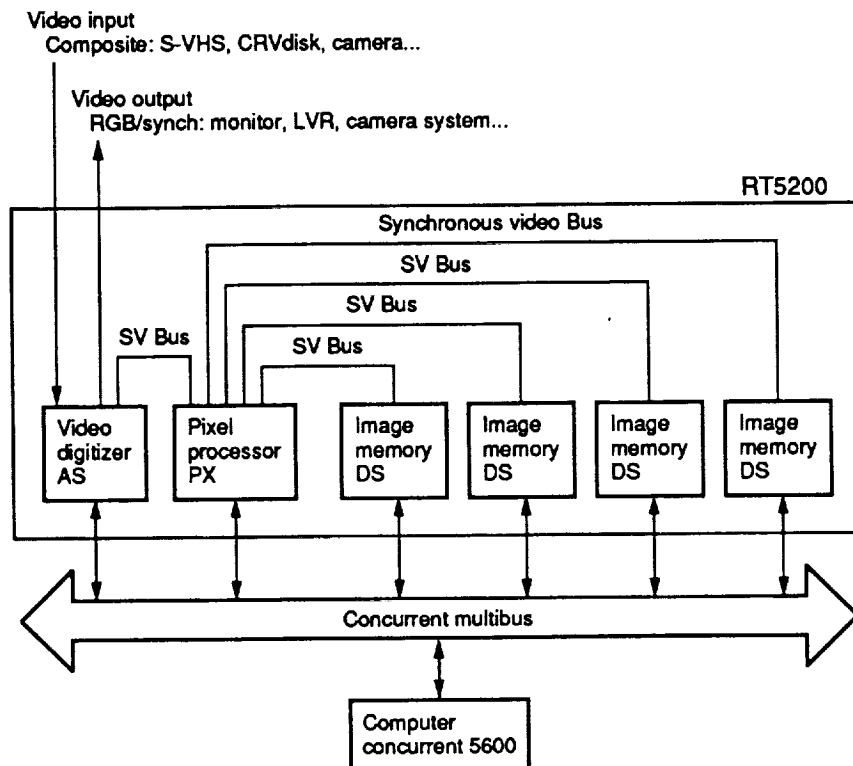 Video input
Composite: S-VHS, CRVdisk, camera...
Video output
RGB/synch: monitor, LVR, camera system...
RT5200
Synchronous video Bus
SV Bus
SV Bus
SV Bus
SV Bus
Video
digitizer
AS
Pixel
processor
PX
Image
memory
DS
Image
memory
DS
Image
memory
DS
Image
memory
DS
Concurrent multibus
Computer
concurrent 5600